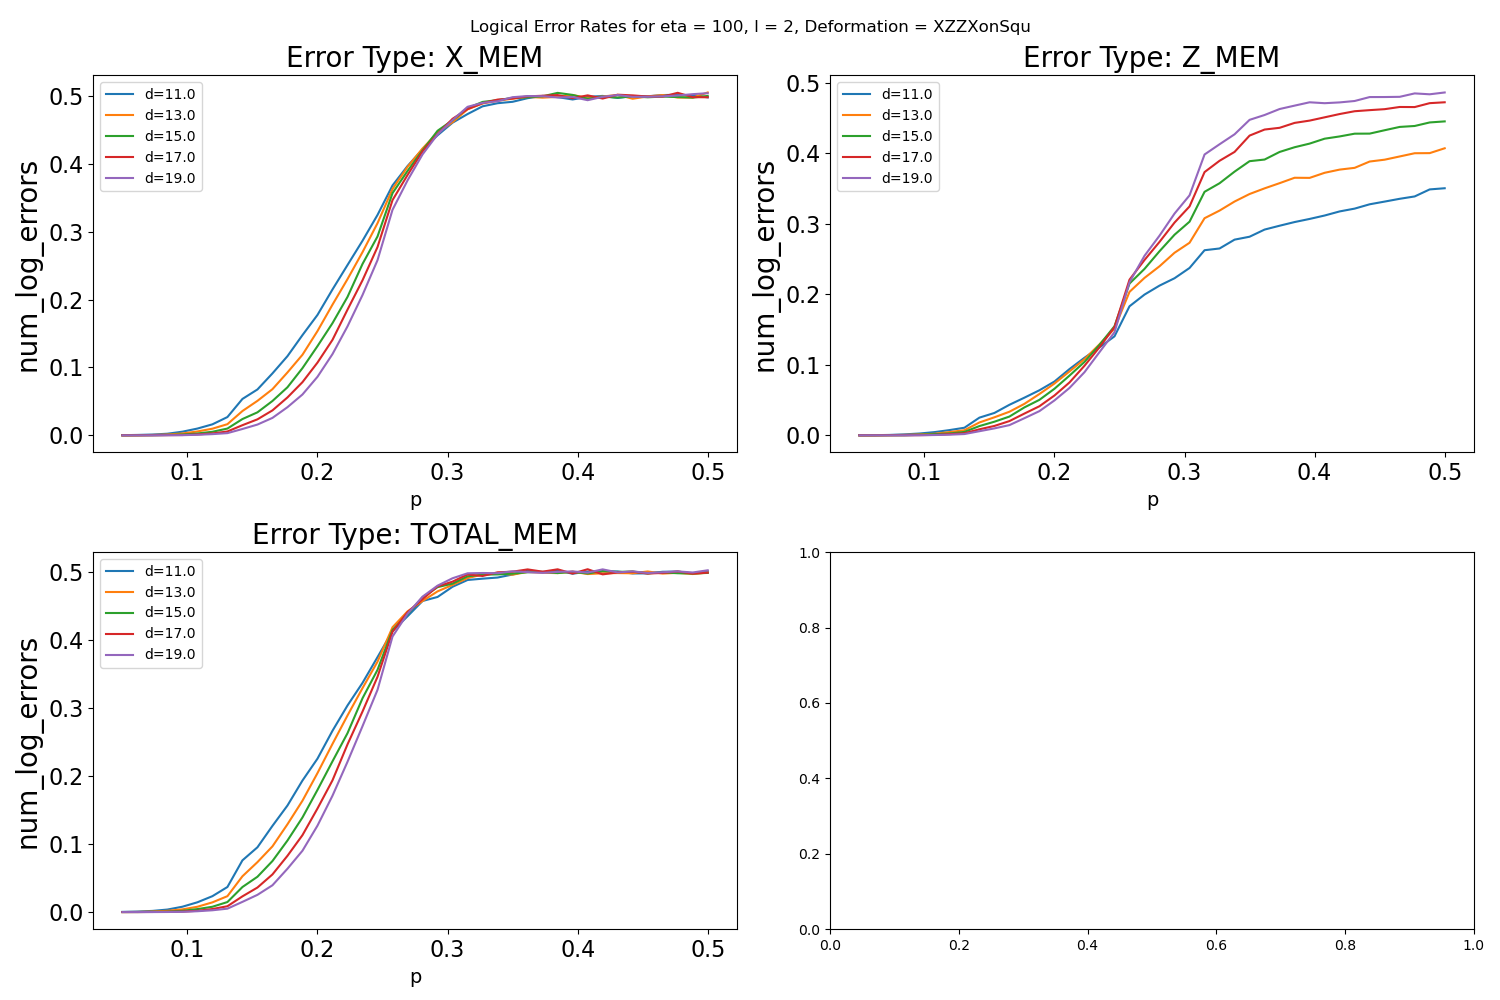 Logical Error Rates for eta = 100, l = 2, Deformation = XZZXonSqu
Error Type: X_MEM
d=11.0
d=13.0
d=15.0
d=17.0
d=19.0
num_log_errors
0.5
0.4
0.3
0.2
0.1
0.0
0.1 0.2 0.3 0.4 0.5
p
Error Type: Z_MEM
d=11.0
d=13.0
d=15.0
d=17.0
d=19.0
num_log_errors
0.5
0.4
0.3
0.2
0.1
0.0
0.1 0.2 0.3 0.4 0.5
p
Error Type: TOTAL_MEM
d=11.0
d=13.0
d=15.0
d=17.0
d=19.0
num_log_errors
0.5
0.4
0.3
0.2
0.1
0.0
0.1 0.2 0.3 0.4 0.5
p
1.0
0.8
0.6
0.4
0.2
0.0
0.0 0.2 0.4 0.6 0.8 1.0